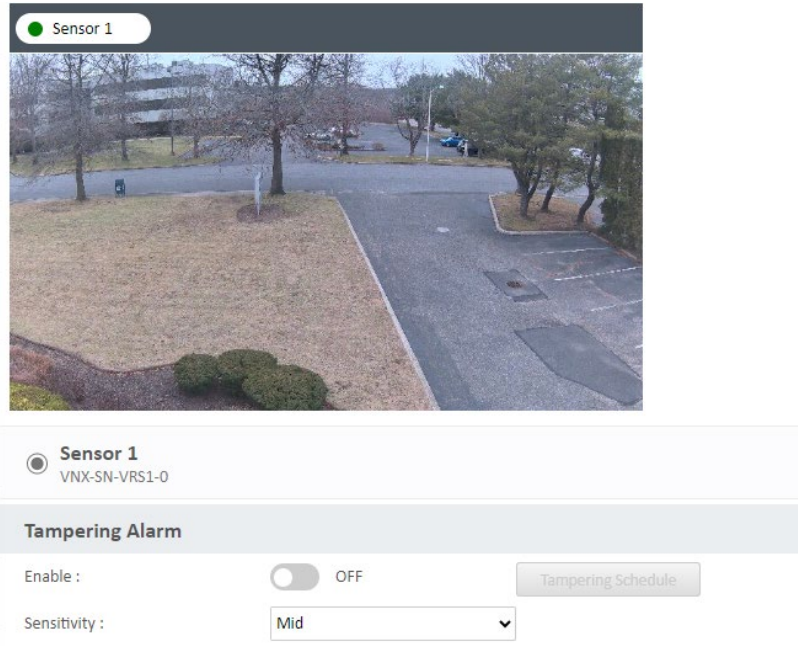 Sensor 1
Sensor 1
VNX-SN-VRS1-0
Tampering Alarm
Enable :
OFF
Tampering Schedule
Sensitivity :
Mid